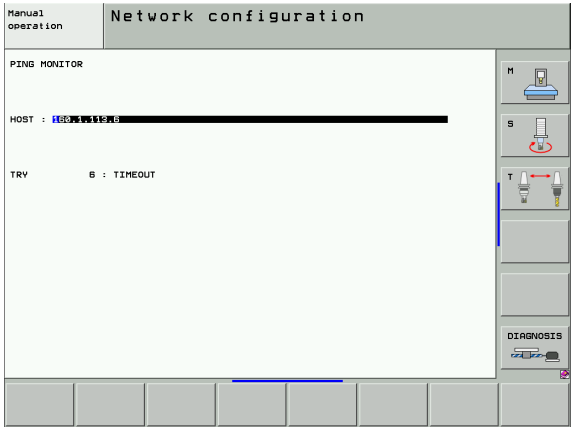 Manual
operation
Network configuration
PING MONITOR
HOST : 160.1.113.6
TRY 6 : TIMEOUT
M
S
T
DIAGNOSIS